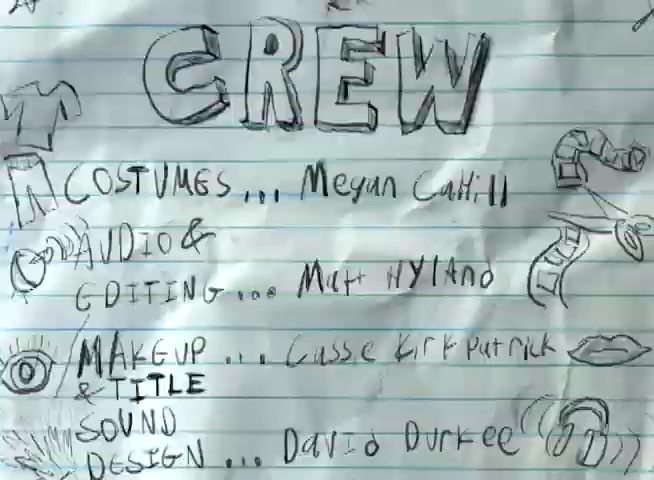 CREW
COSTUMES... Megan Cahill
AUDIO &
EDITING... Matt Hyland
MAKEUP ... Cassie Kirkpatrick
& TITLE
SOUND
DESIGN ... David Durkee